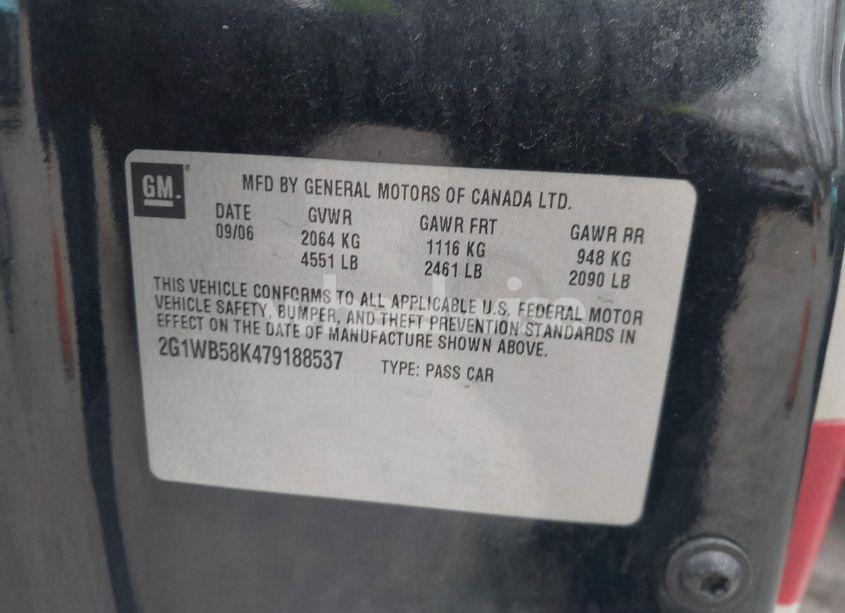 GM. MFD BY GENERAL MOTORS OF CANADA LTD.
DATE GVWR GAWR FRT GAWR RR
09/06 2064 KG 1116 KG 948 KG
4551 LB 2461 LB 2090 LB
THIS VEHICLE CONFORMS TO ALL APPLICABLE U.S. FEDERAL MOTOR
VEHICLE SAFETY, BUMPER, AND THEFT PREVENTION STANDARDS IN
EFFECT ON THE DATE OF MANUFACTURE SHOWN ABOVE.
2G1WB58K479188537 TYPE: PASS CAR